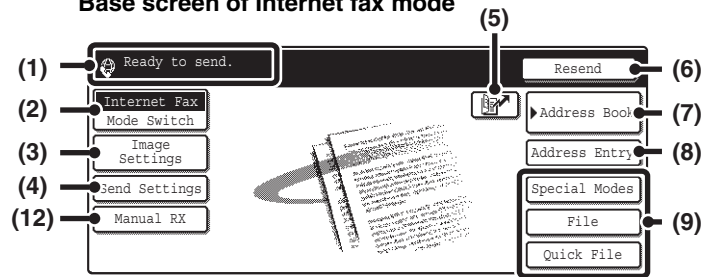 Base screen of Internet fax mode
(5)
(1)
Ready to send.
Resend
(6)
(2)
Internet Fax
Mode Switch
Address Book
(7)
(3)
Image
Settings
Address Entry
(8)
(4)
Send Settings
Special Modes
(12)
Manual RX
File
(9)
Quick File